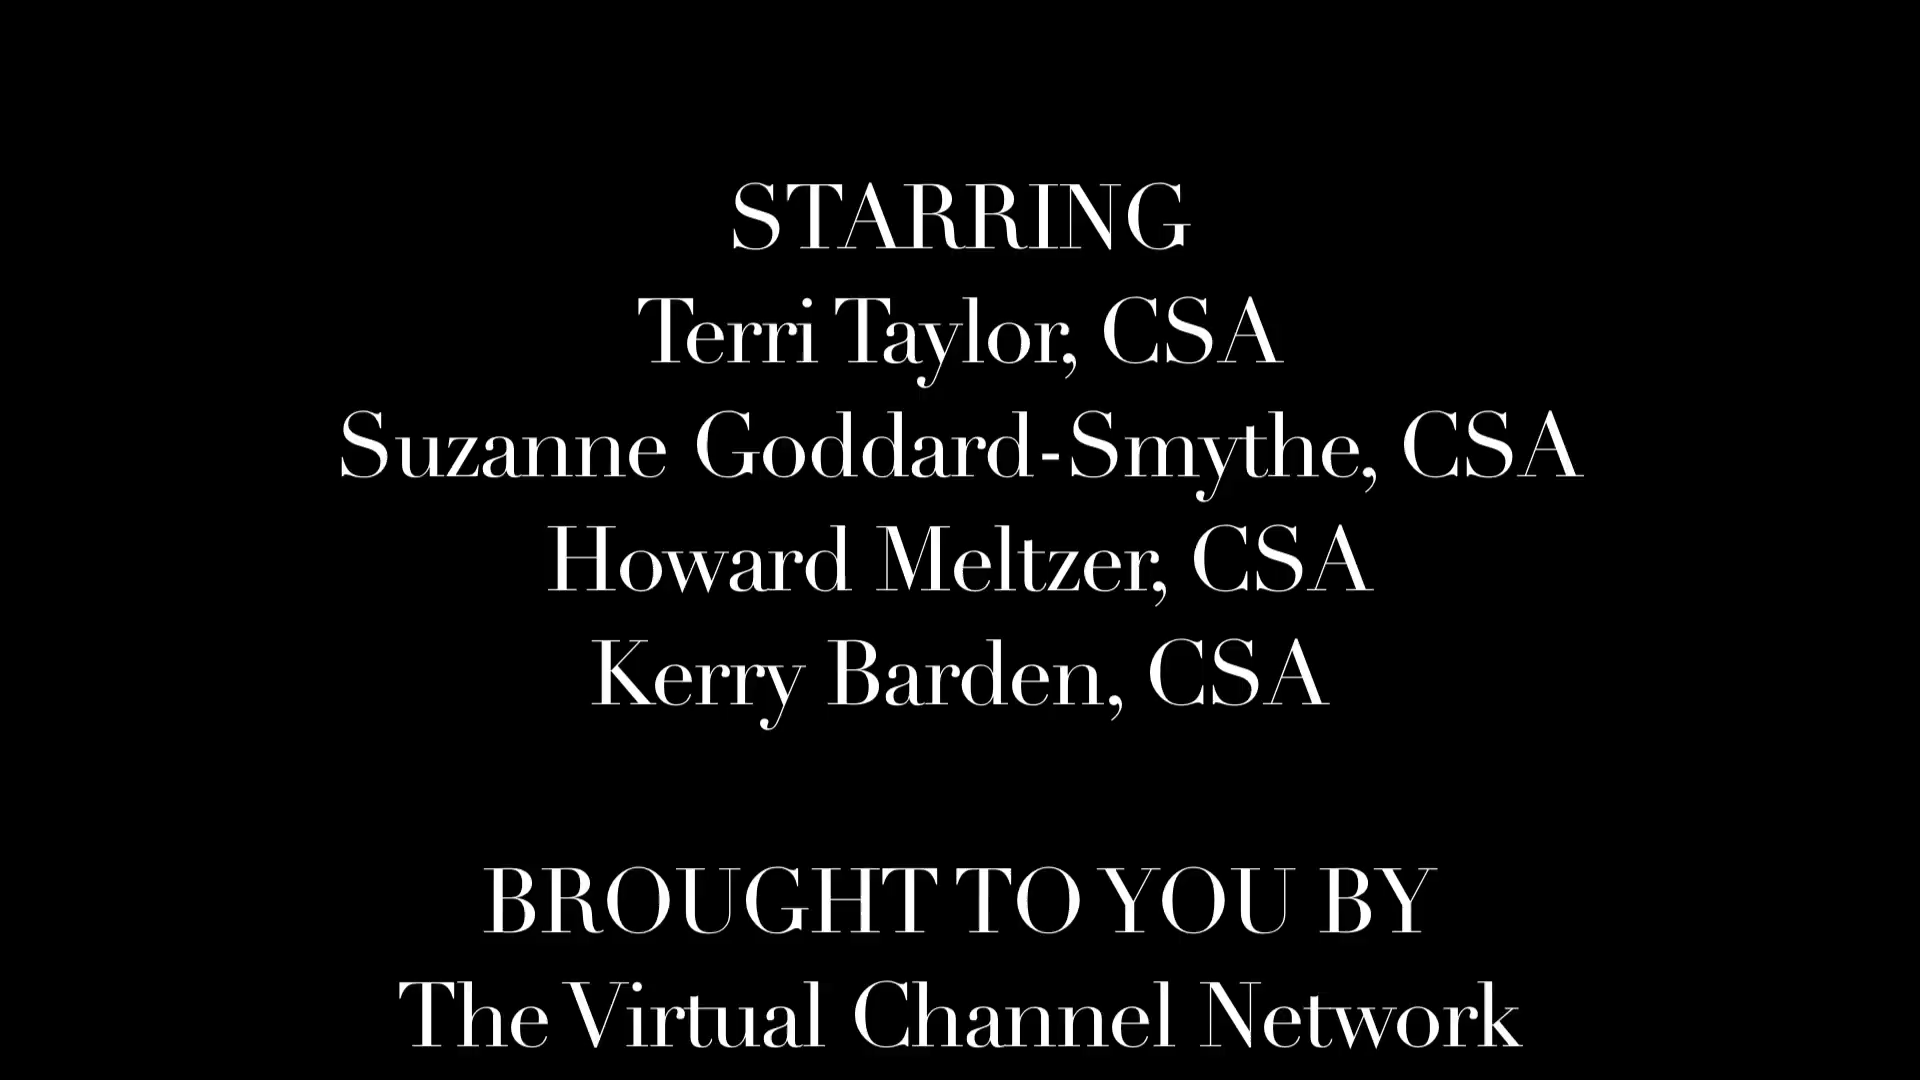 STARRING
Terri Taylor, CSA
Suzanne Goddard-Smythe, CSA
Howard Meltzer, CSA
Kerry Barden, CSA
BROUGHT TO YOU BY
The Virtual Channel Network